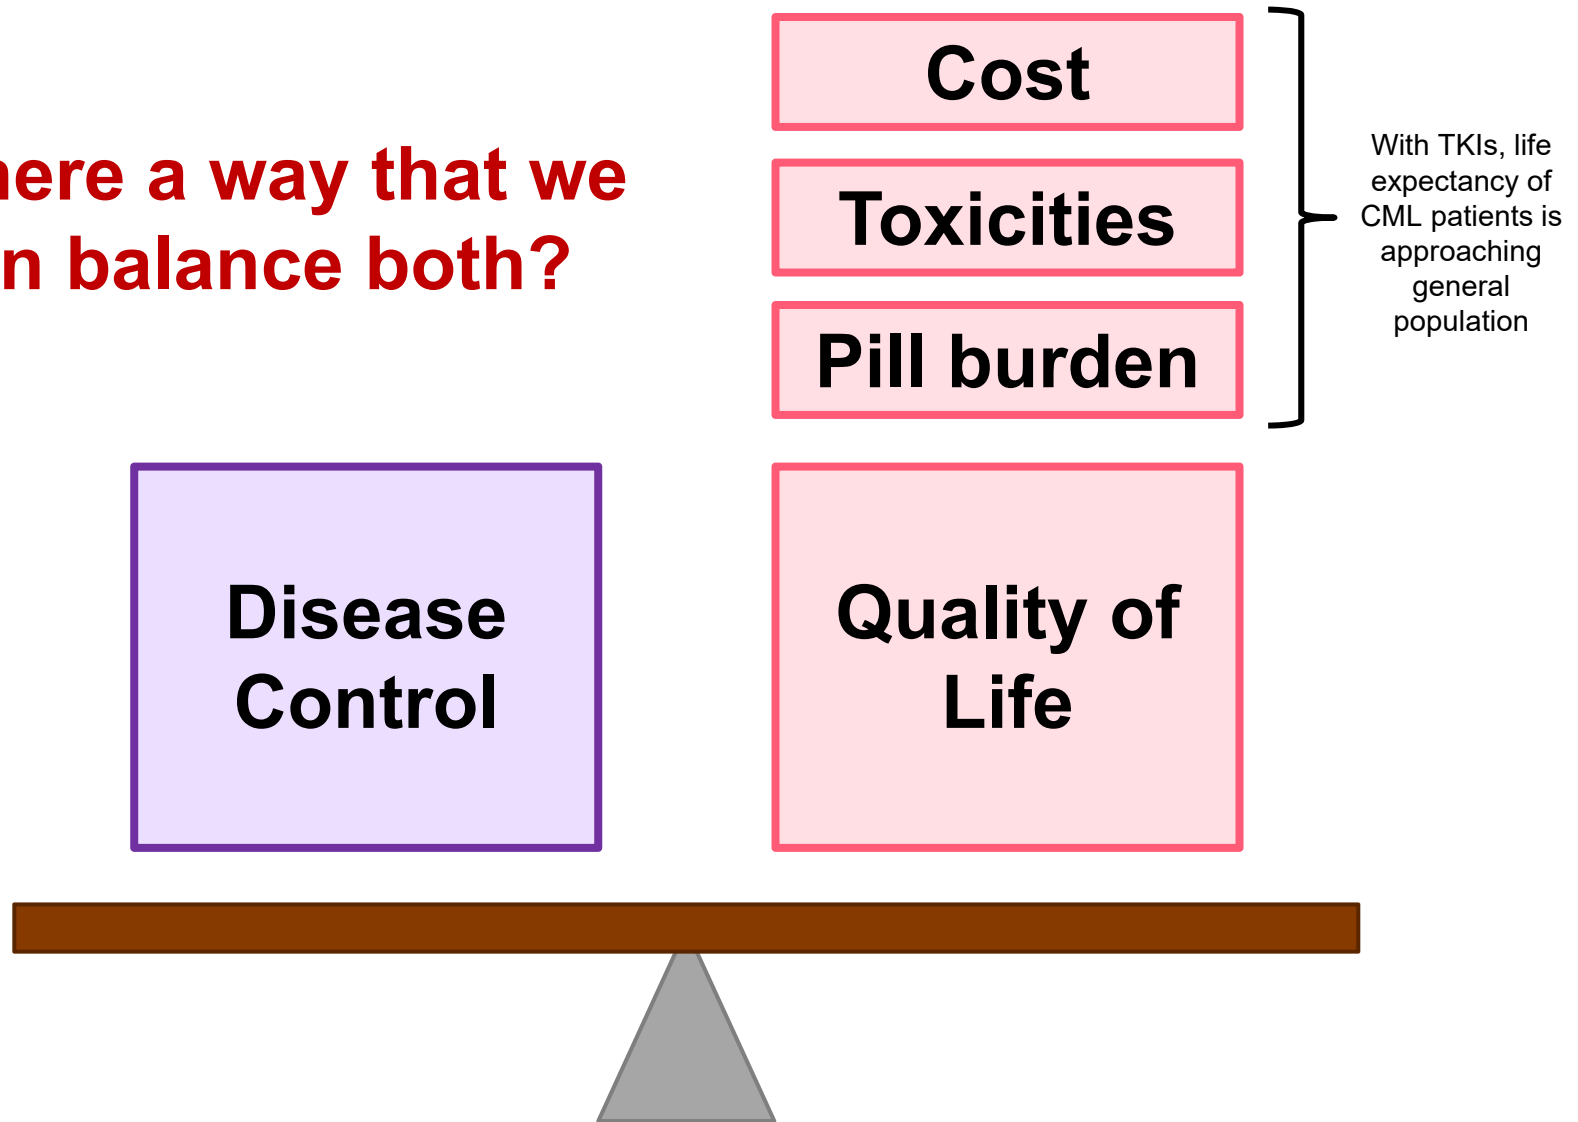 a way that we
balance both?
Cost
Toxicities
Pill burden
With TKIs, life
expectancy of
CML patients is
approaching
general
population
Disease
Control
Quality of
Life